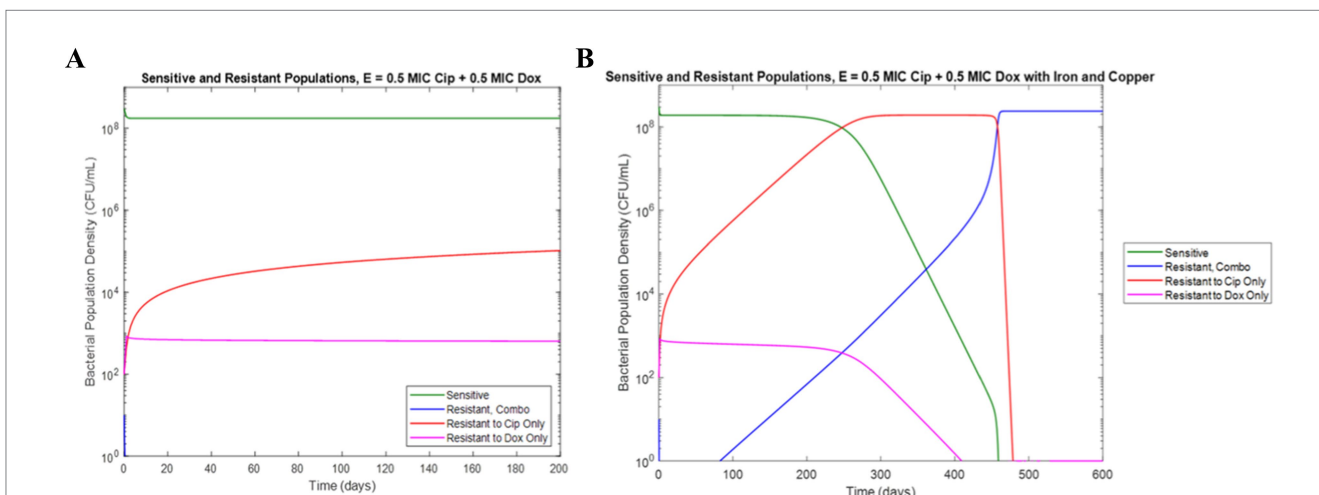 A
Sensitive and Resistant Populations, E = 0.5 MIC Cip + 0.5 MIC Dox
Bacterial Population Density (CFU/mL)
10^8
10^6
10^4
10^2
10^0
0 20 40 60 80 100 120 140 160 180 200
Time (days)
Sensitive
Resistant, Combo
Resistant to Cip Only
Resistant to Dox Only
B
Sensitive and Resistant Populations, E = 0.5 MIC Cip + 0.5 MIC Dox with Iron and Copper
Bacterial Population Density (CFU/mL)
10^8
10^6
10^4
10^2
10^0
0 100 200 300 400 500 600
Time (days)
Sensitive
Resistant, Combo
Resistant to Cip Only
Resistant to Dox Only